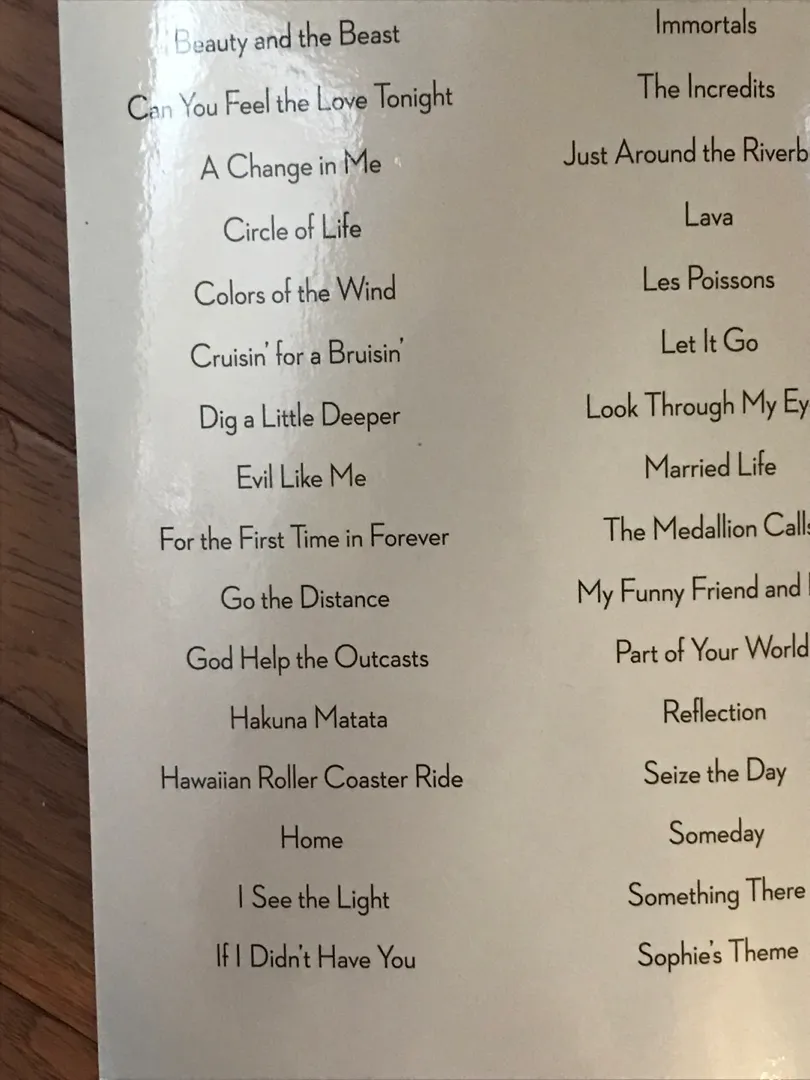 Beauty and the Beast
Can You Feel the Love Tonight
A Change in Me
Circle of Life
Colors of the Wind
Cruisin' for a Bruisin'
Dig a Little Deeper
Evil Like Me
For the First Time in Forever
Go the Distance
God Help the Outcasts
Hakuna Matata
Hawaiian Roller Coaster Ride
Home
I See the Light
If I Didn't Have You
Immortals
The Incredits
Just Around the
Lava
Les Poissons
Let It Go
Look Through My
Married Life
The Medallion
My Funny Friend and
Part of Your World
Reflection
Seize the Day
Someday
Something There
Sophie's Theme